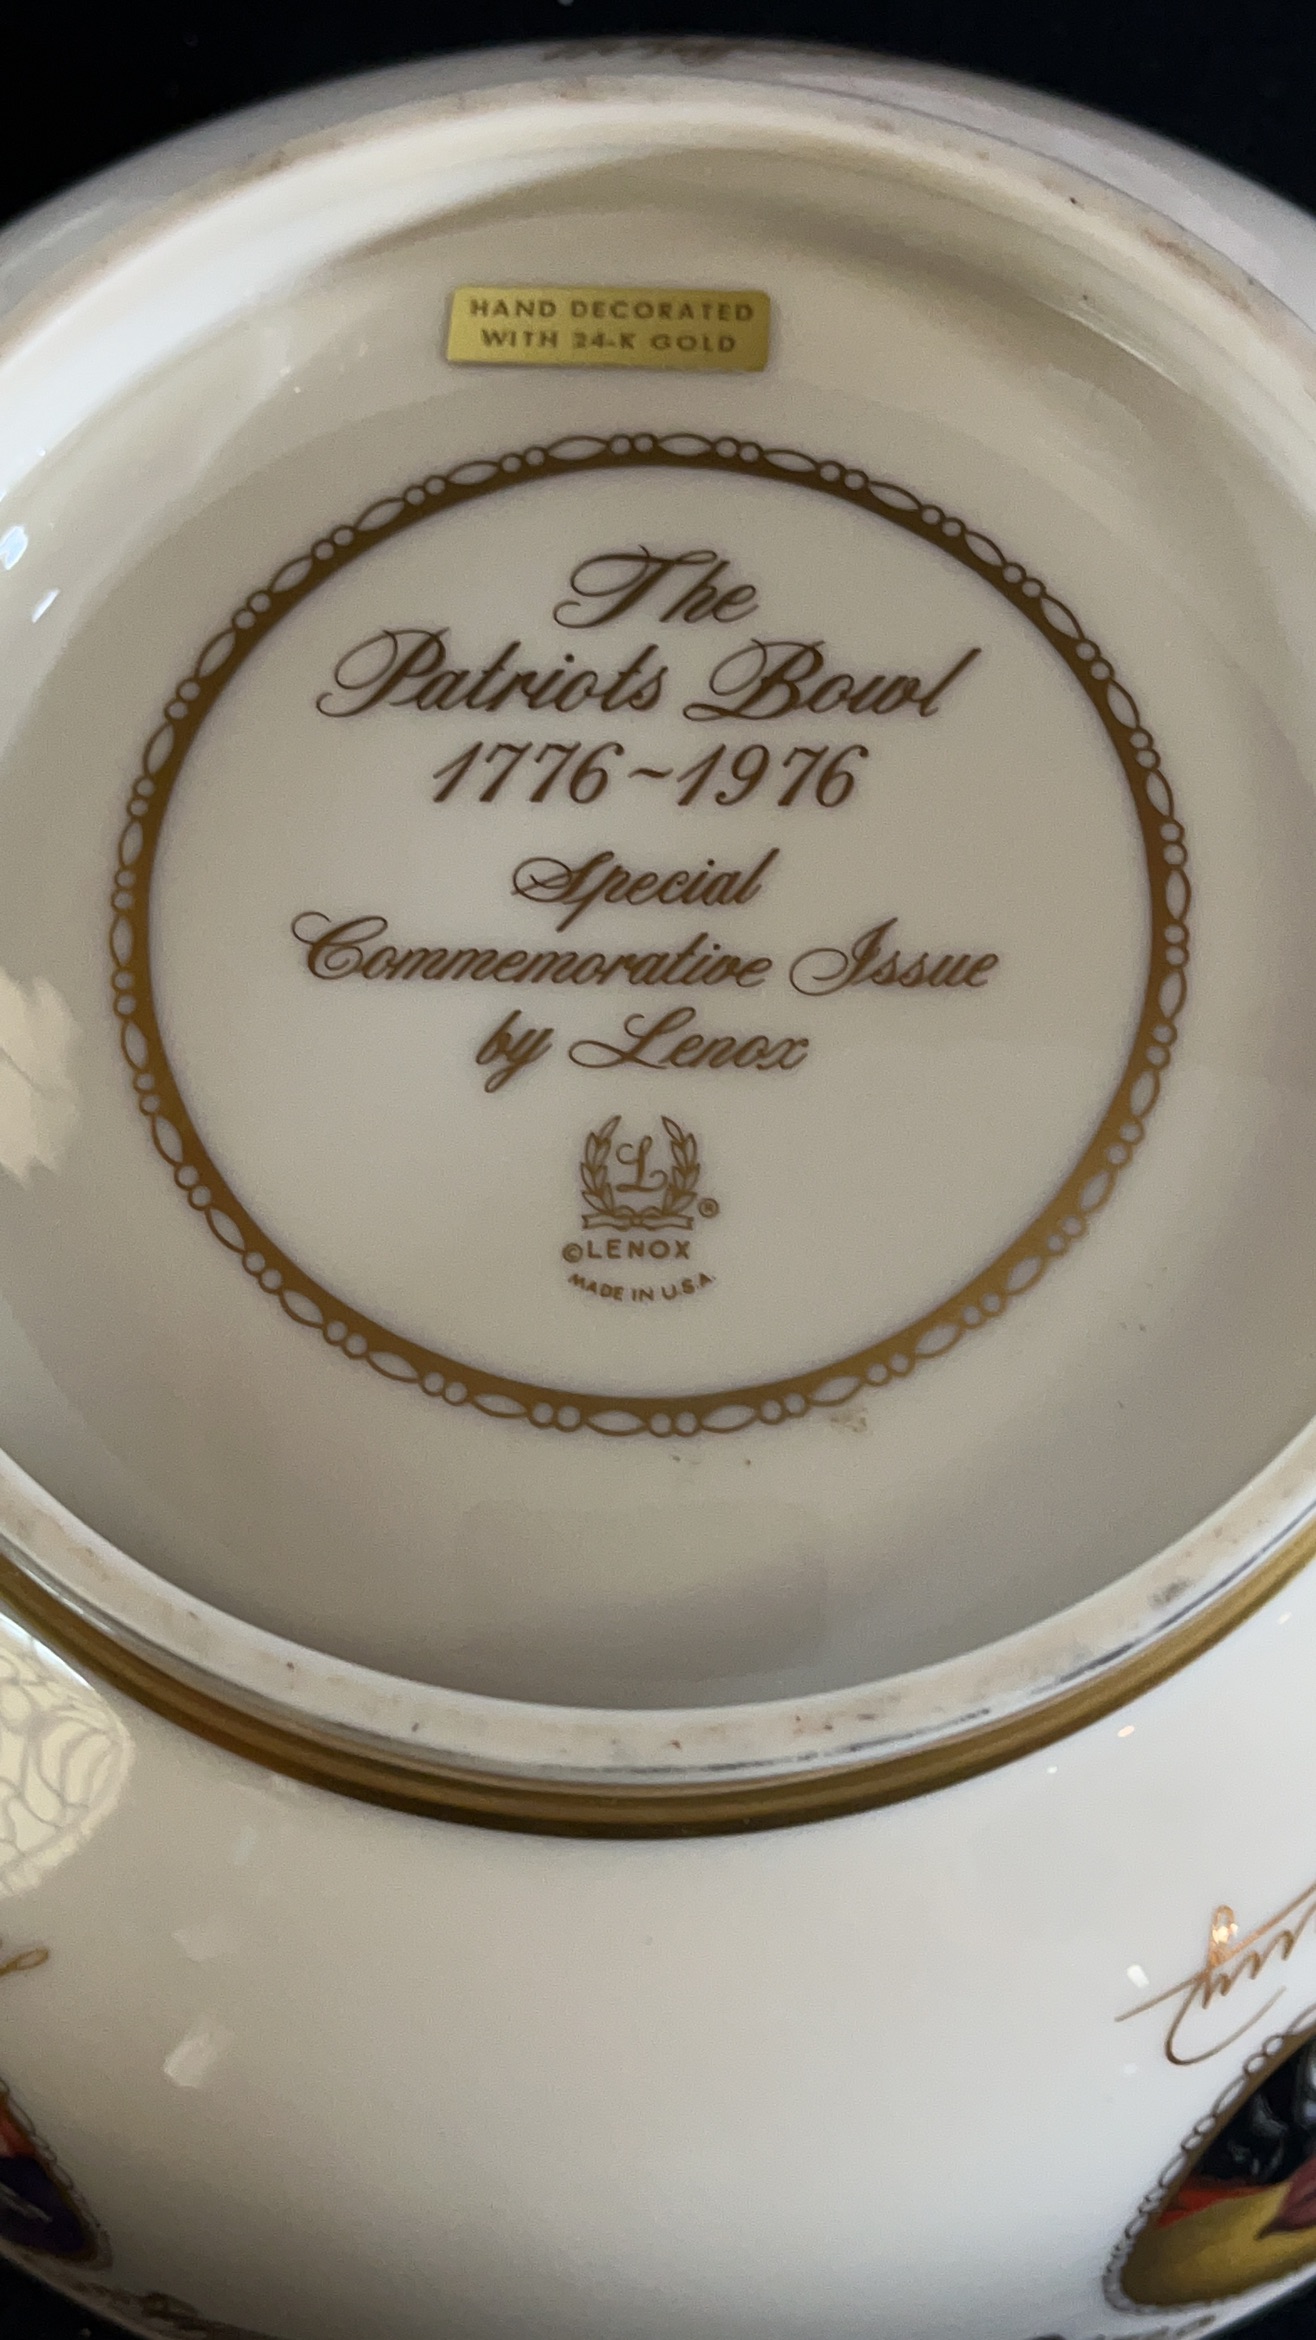 HAND DECORATED
WITH 24-K GOLD
The
Patriots Bowl
1776~1976
Special
Commemorative Issue
by Lenox
L ®
©LENOX
MADE IN U.S.A.